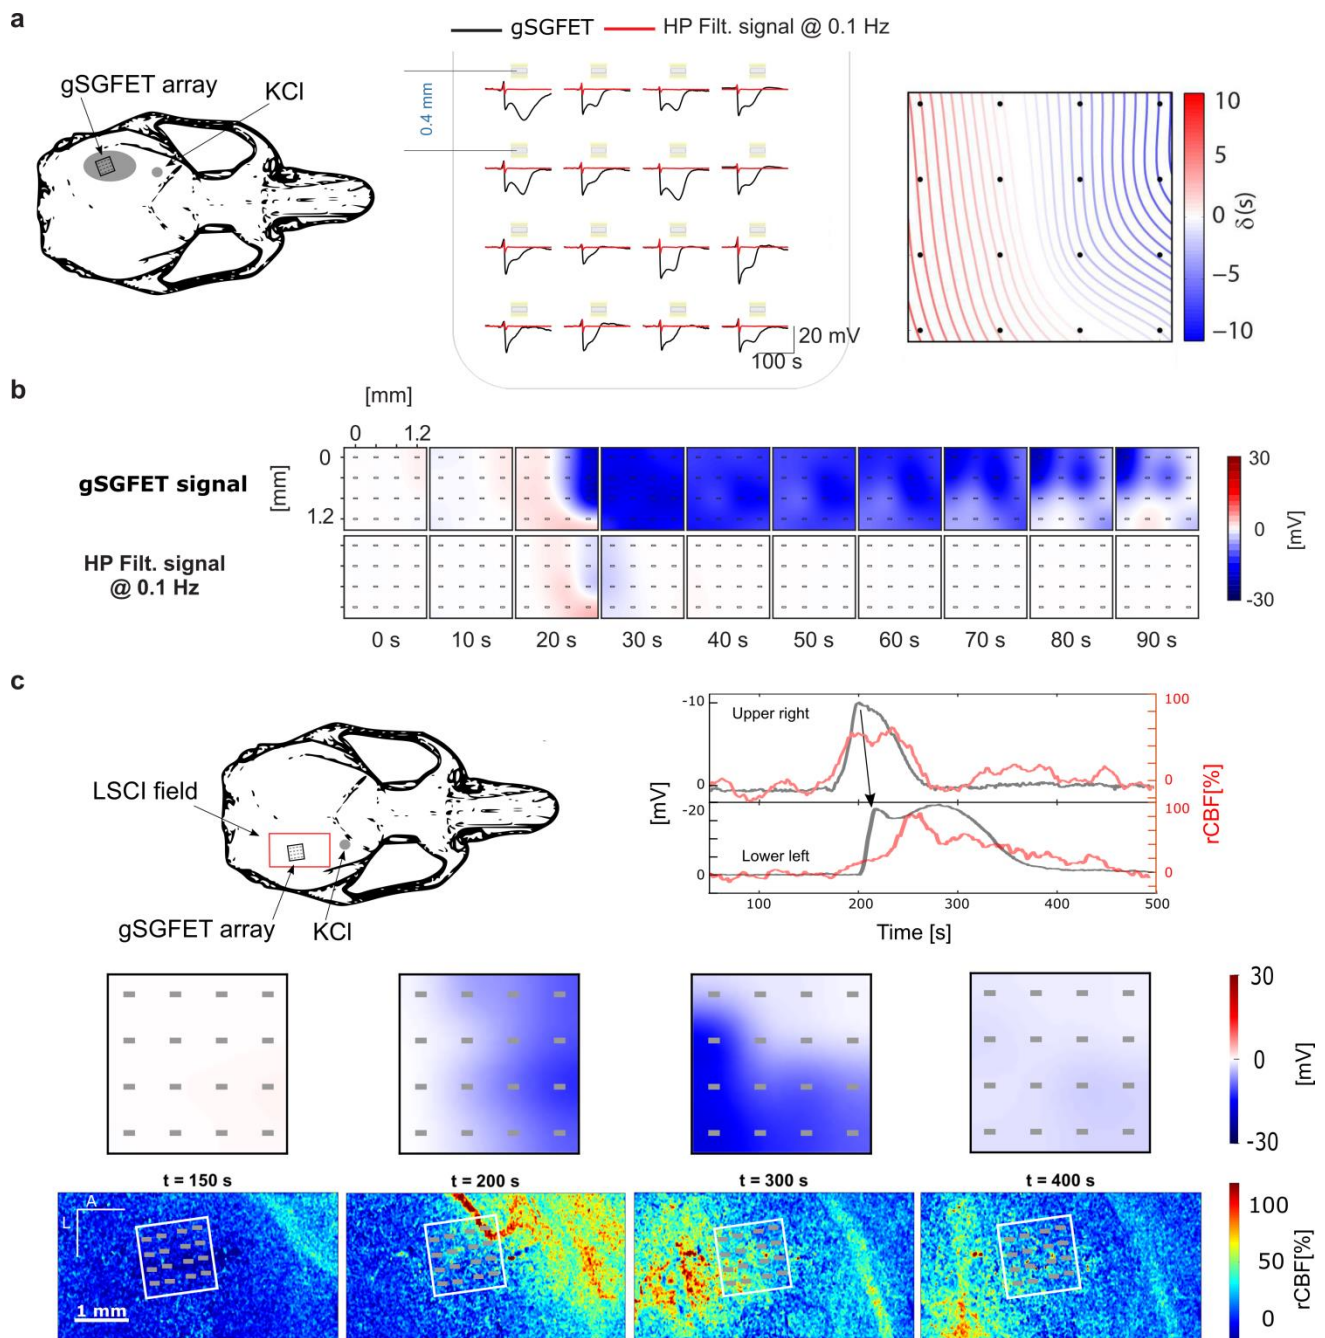 a
gSGFET
HP Filt. signal @ 0.1 Hz
gSGFET array
KCl
0.4 mm
20 mV
100 s
10
5
0
−5
−10
δ(s)
b
[mm]
0
1.2
gSGFET signal
[mm]
0
1.2
HP Filt. signal
@ 0.1 Hz
0 s
10 s
20 s
30 s
40 s
50 s
60 s
70 s
80 s
90 s
30
0
-30
[mV]
c
LSCI field
gSGFET array
KCl
Upper right
Lower left
-10
0
-20
0
[mV]
100
0
100
0
rCBF[%]
100
200
300
400
500
Time [s]
30
0
-30
[mV]
t = 150 s
t = 200 s
t = 300 s
t = 400 s
A
L
1 mm
100
50
0
rCBF[%]